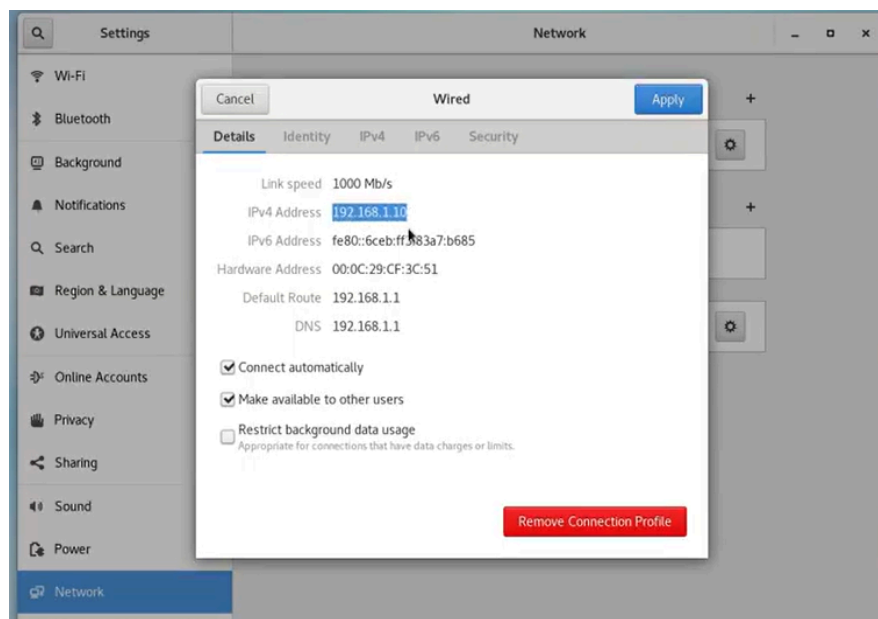 Settings
Network
Wi-Fi
Bluetooth
Background
Notifications
Search
Region & Language
Universal Access
Online Accounts
Privacy
Sharing
Sound
Power
Network
Cancel
Wired
Apply
Details Identity IPv4 IPv6 Security
Link speed 1000 Mb/s
IPv4 Address 192.168.1.10
IPv6 Address
Hardware Address 00:0C:29:CF:3C:51
Default Route 192.168.1.1
DNS 192.168.1.1
Connect automatically
Make available to other users
Restrict background data usage
Appropriate for connections that have data charges or limits.
Remove Connection Profile